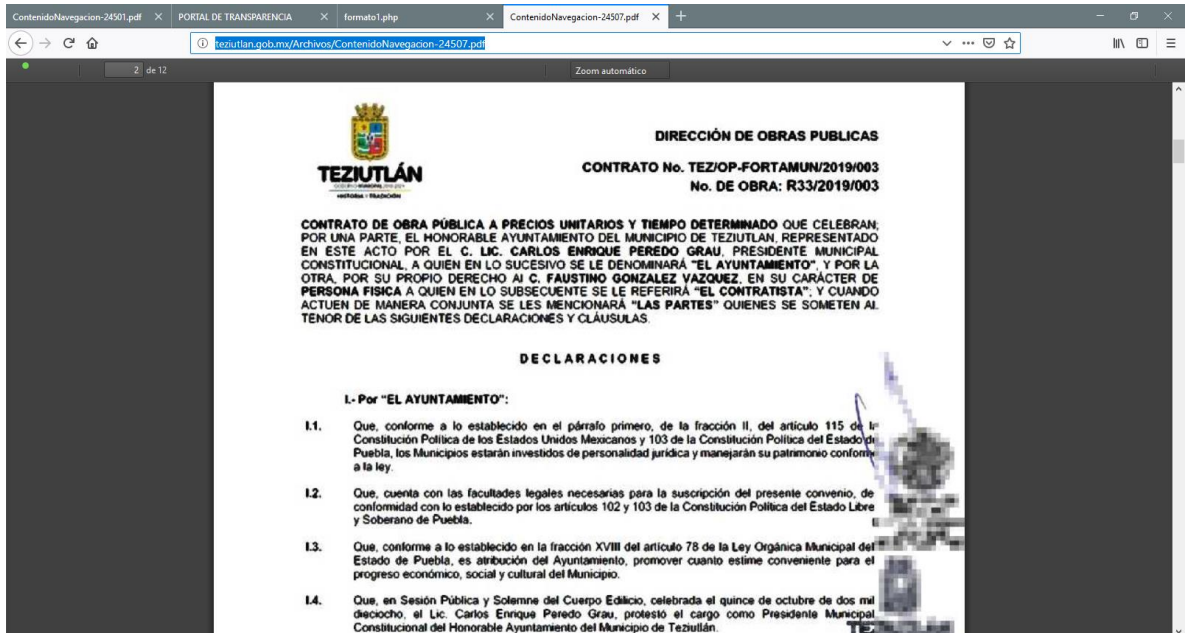 ContenidoNavegacion-24501.pdf
PORTAL DE TRANSPARENCIA
formato1.php
ContenidoNavegacion-24507.pdf
teziutlan.gob.mx/Archivos/ContenidoNavegacion-24507.pdf
2 de 12
Zoom automático
TEZIUTLÁN
DIRECCIÓN DE OBRAS PUBLICAS
CONTRATO No. TEZ/OP-FORTAMUN/2019/003
No. DE OBRA: R33/2019/003
CONTRATO DE OBRA PÚBLICA A PRECIOS UNITARIOS Y TIEMPO DETERMINADO QUE CELEBRAN;
POR UNA PARTE, EL HONORABLE AYUNTAMIENTO DEL MUNICIPIO DE TEZIUTLAN, REPRESENTADO
EN ESTE ACTO POR EL C. LIC. CARLOS ENRIQUE PEREDO GRAU, PRESIDENTE MUNICIPAL
CONSTITUCIONAL, A QUIEN EN LO SUCESIVO SE LE DENOMINARÁ "EL AYUNTAMIENTO", Y POR LA
OTRA, POR SU PROPIO DERECHO Al C. FAUSTINO GONZALEZ VAZQUEZ, EN SU CARÁCTER DE
PERSONA FISICA A QUIEN EN LO SUBSECUENTE SE LE REFERIRÁ "EL CONTRATISTA"; Y CUANDO
ACTUEN DE MANERA CONJUNTA SE LES MENCIONARÁ "LAS PARTES" QUIENES SE SOMETEN AL
TENOR DE LAS SIGUIENTES DECLARACIONES Y CLÁUSULAS.
DECLARACIONES
I.- Por "EL AYUNTAMIENTO":
I.1. Que, conforme a lo establecido en el párrafo primero, de la fracción II, del artículo 115 de la
Constitución Política de los Estados Unidos Mexicanos y 103 de la Constitución Política del Estado de
Puebla, los Municipios estarán investidos de personalidad jurídica y manejarán su patrimonio conforme
a la ley.
I.2. Que, cuenta con las facultades legales necesarias para la suscripción del presente convenio, de
conformidad con lo establecido por los artículos 102 y 103 de la Constitución Política del Estado Libre
y Soberano de Puebla.
I.3. Que, conforme a lo establecido en la fracción XVIII del artículo 78 de la Ley Orgánica Municipal del
Estado de Puebla, es atribución del Ayuntamiento, promover cuanto estime conveniente para el
progreso económico, social y cultural del Municipio.
I.4. Que, en Sesión Pública y Solemne del Cuerpo Edilicio, celebrada el quince de octubre de dos mil
dieciocho, el Lic. Carlos Enrique Peredo Grau, protestó el cargo como Presidente Municipal
Constitucional del Honorable Ayuntamiento del Municipio de Teziutlán.